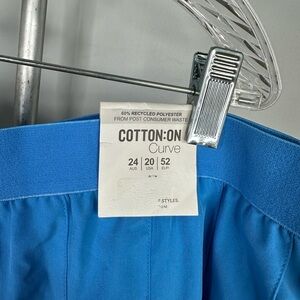 60% RECYCLED POLYESTER
FROM POST CONSUMER WASTE
COTTON:ON
Curve
24 | 20 | 52
AUS | USA | EUR
STYLES.